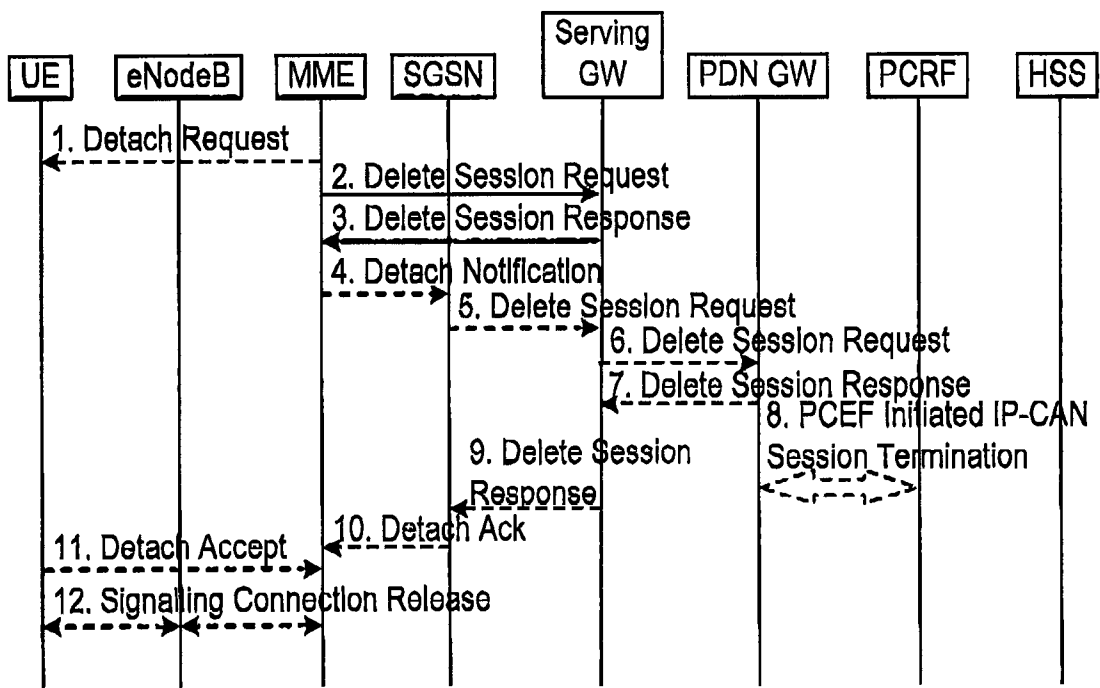 UE
eNodeB
MME
SGSN
Serving
GW
PDN GW
PCRF
HSS
1. Detach Request
2. Delete Session Request
3. Delete Session Response
4. Detach Notification
5. Delete Session Request
6. Delete Session Request
7. Delete Session Response
8. PCEF Initiated IP-CAN
Session Termination
9. Delete Session
Response
10. Detach Ack
11. Detach Accept
12. Signalling Connection Release